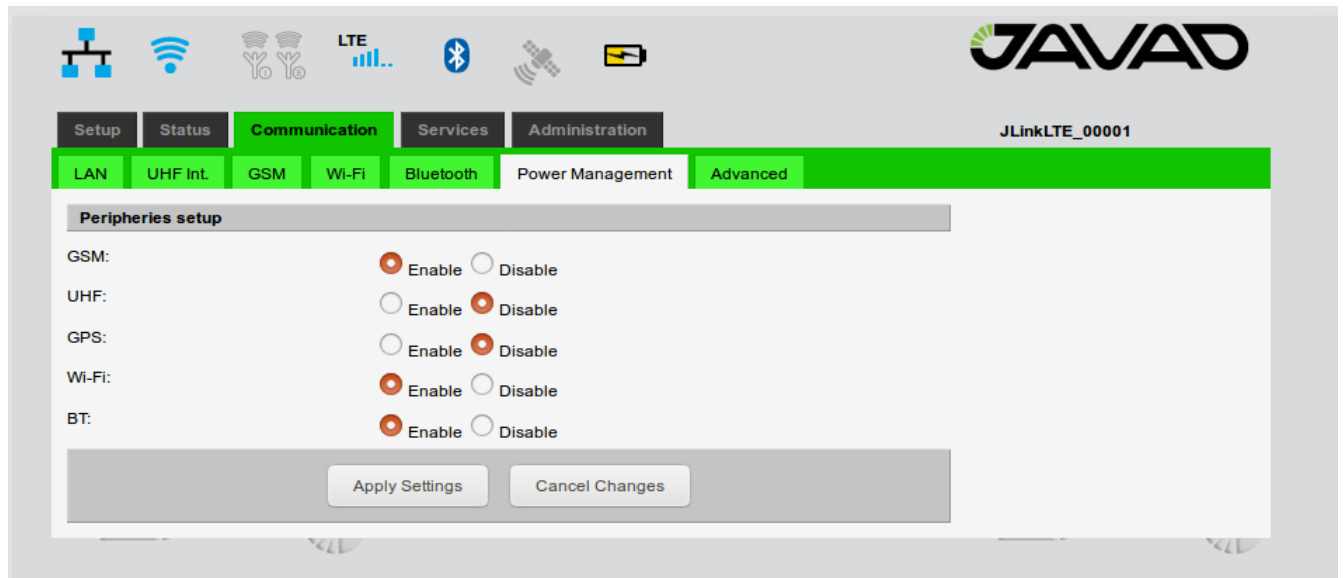 LTE
JAVAD
Setup Status Communication Services Administration JLinkLTE_00001
LAN UHF Int. GSM Wi-Fi Bluetooth Power Management Advanced
Peripheries setup
GSM: Enable Disable
UHF: Enable Disable
GPS: Enable Disable
Wi-Fi: Enable Disable
BT: Enable Disable
Apply Settings Cancel Changes